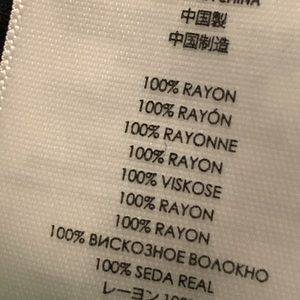 CHINA
中国製
中国制造
100% RAYON
100% RAYÓN
100% RAYONNE
100% RAYON
100% VISKOSE
100% RAYON
100% RAYON
100% ВИСКОЗНОЕ ВОЛОКНО
100% SEDA REAL
レーヨン 100%